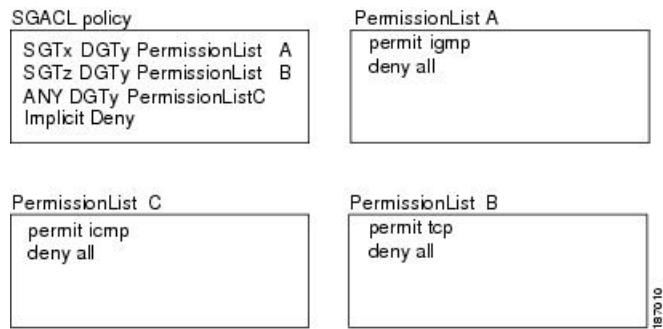 SGACL policy
SGTx DGTy PermissionList A
SGTz DGTy PermissionList B
ANY DGTy PermissionListC
Implicit Deny
PermissionList A
permit igmp
deny all
PermissionList C
permit icmp
deny all
PermissionList B
permit tcp
deny all
187010